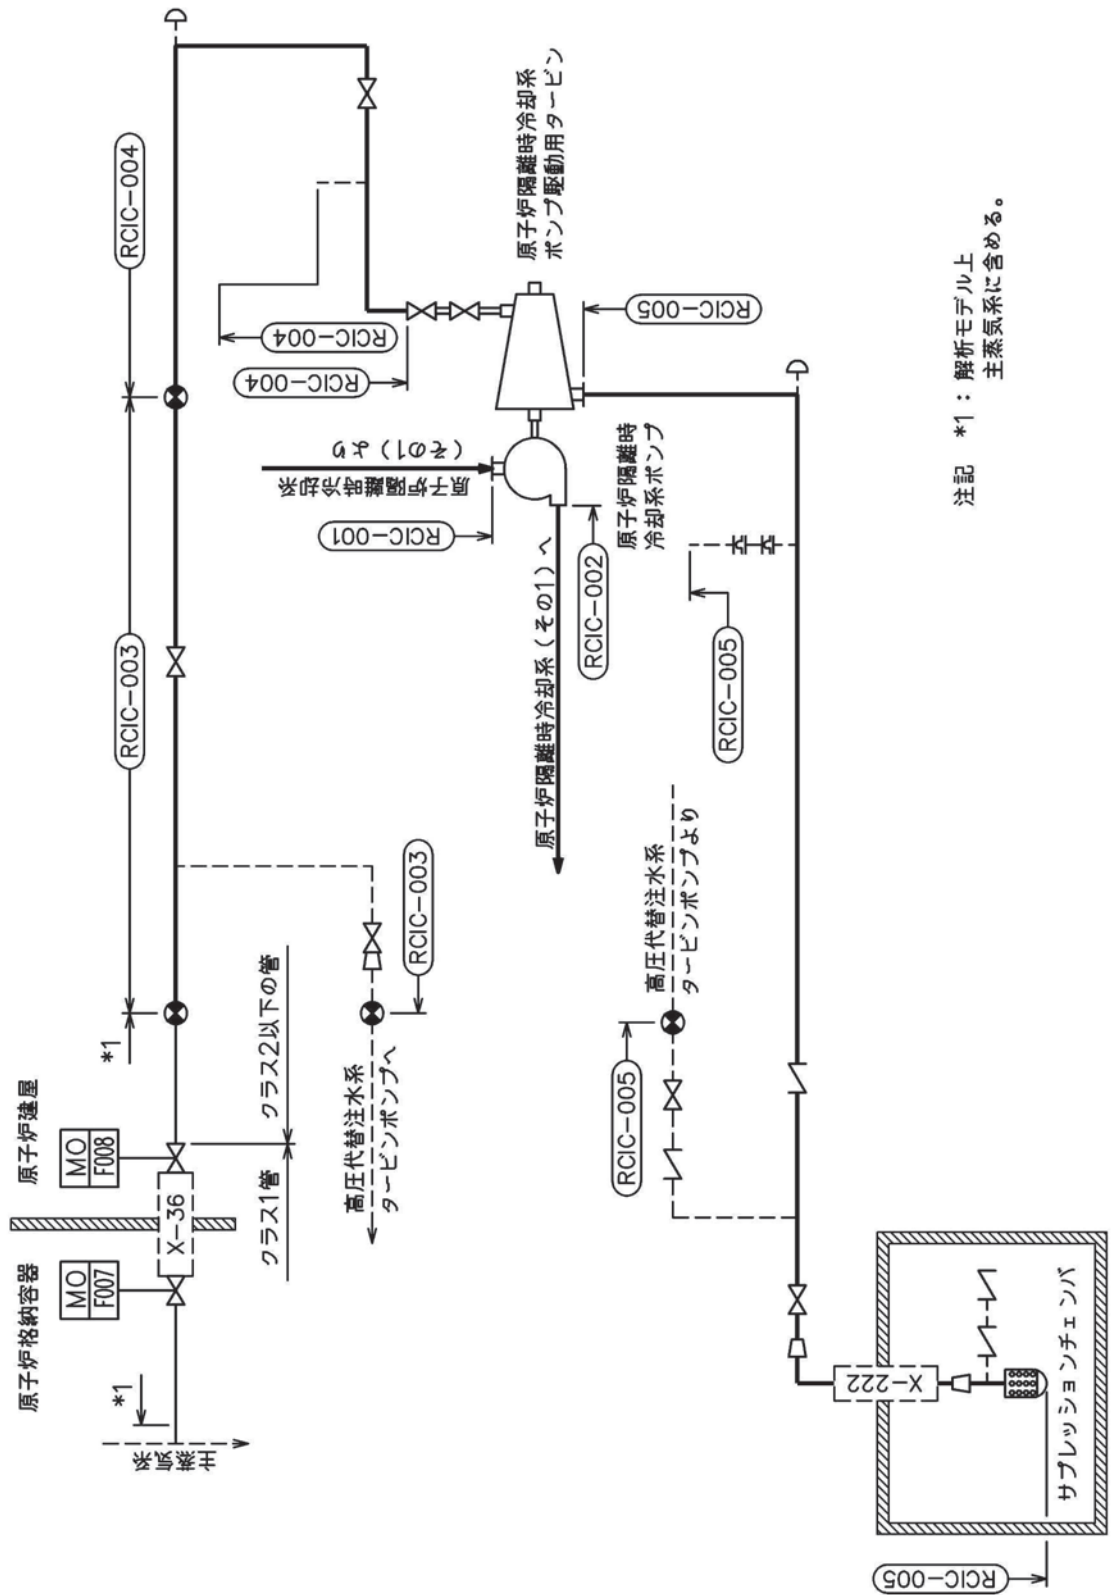 原子炉格納容器
原子炉建屋
MO
F007
MO
F008
*1
*1
RCIC-003
RCIC-004
主蒸気系
X-36
クラス1管
クラス2以下の管
高圧代替注水系
タービンポンプへ
RCIC-003
RCIC-004
RCIC-004
原子炉隔離時冷却系
(その1)より
RCIC-001
原子炉隔離時冷却系
ポンプ駆動用タービン
RCIC-005
原子炉隔離時冷却系(その1)へ
RCIC-002
原子炉隔離時
冷却系ポンプ
RCIC-005
高圧代替注水系
タービンポンプより
RCIC-005
X-222
サプレッションチェンバ
RCIC-005
注記 *1:解析モデル上
主蒸気系に含める。